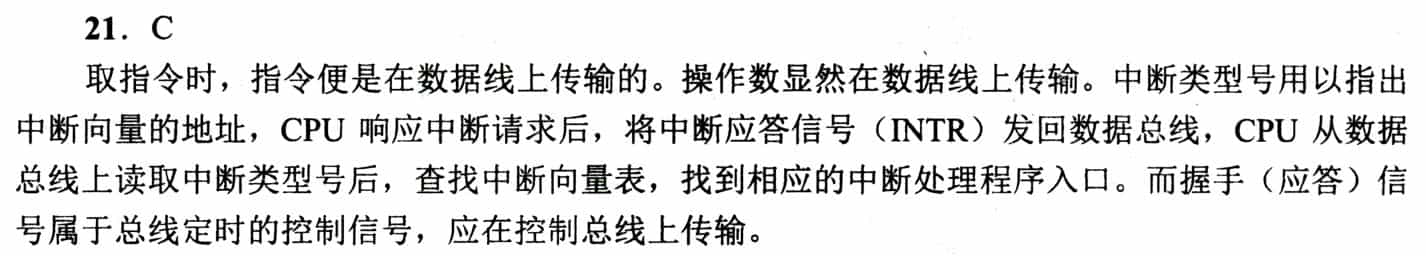 21. C
取指令时，指令便是在数据线上传输的。操作数显然在数据线上传输。中断类型号用以指出
中断向量的地址，CPU 响应中断请求后，将中断应答信号（INTR）发回数据总线，CPU 从数据
总线上读取中断类型号后，查找中断向量表，找到相应的中断处理程序入口。而握手（应答）信
号属于总线定时的控制信号，应在控制总线上传输。